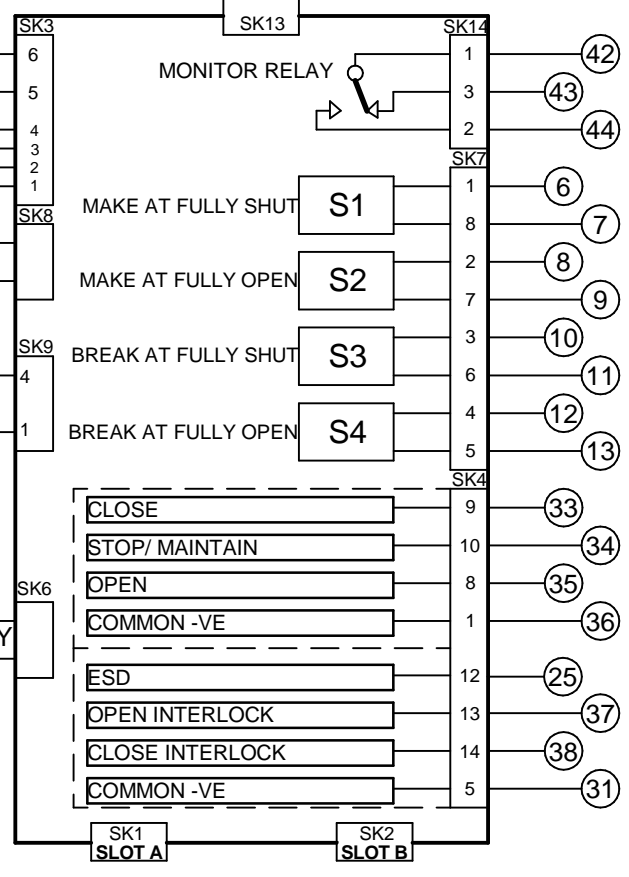 SK3
SK13
SK14
6
MONITOR RELAY
1
42
5
3
43
4
2
44
3
2
1
SK7
MAKE AT FULLY SHUT
S1
1
6
8
7
SK8
MAKE AT FULLY OPEN
S2
2
8
7
9
SK9
BREAK AT FULLY SHUT
S3
3
10
4
6
11
BREAK AT FULLY OPEN
S4
4
12
1
5
13
SK4
CLOSE
9
33
STOP/ MAINTAIN
10
34
OPEN
8
35
SK6
COMMON -VE
1
36
Y
ESD
12
25
OPEN INTERLOCK
13
37
CLOSE INTERLOCK
14
38
COMMON -VE
5
31
SK1
SLOT A
SK2
SLOT B